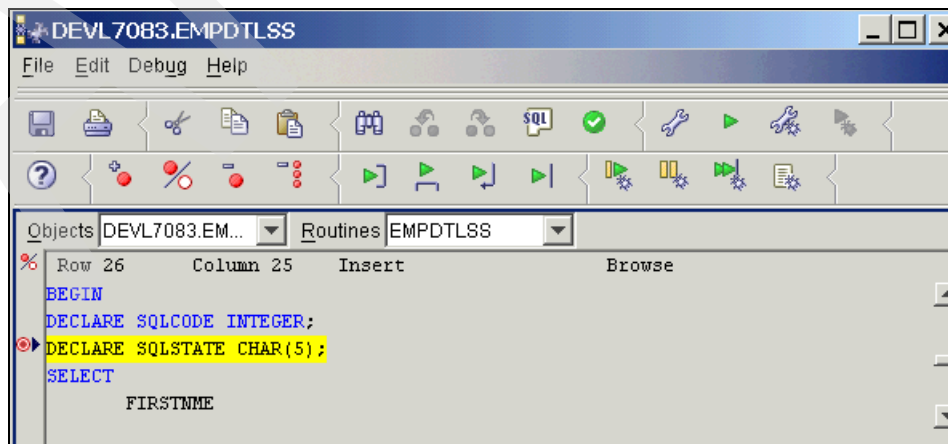 DEVL7083.EMPDTLSS
File Edit Debug Help
SQL
Objects DEVL7083.EM... Routines EMPDTLSS
Row 26 Column 25 Insert Browse
BEGIN
DECLARE SQLCODE INTEGER;
DECLARE SQLSTATE CHAR(5);
SELECT
FIRSTNME